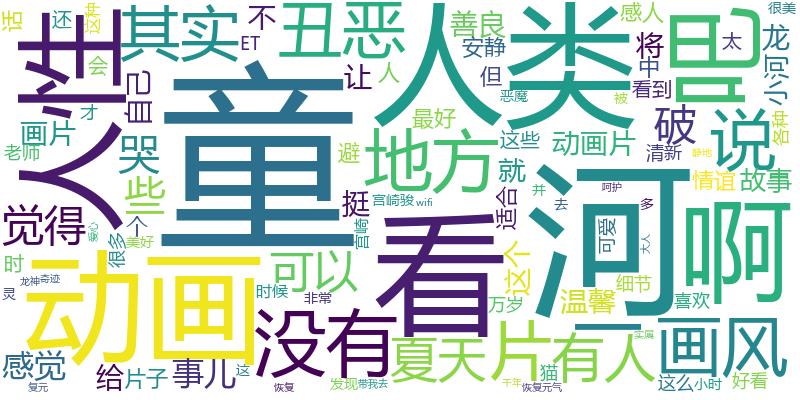 话 还 这种 人性 其实 不 丑恶 人类 善良 感人 很美
ET 安静 将 吧 太 龙
会 自己 让 人 但 恶魔 中 看到 小河
才 童 最好 被 破 说 各种
画片 哭 避 地方 这些 动画片 清新
老师 些 挺 宫崎骏 wifi 就 适合 并 去 河 静地 情谊 故事
觉得 个 宫崎 看 呵护 多 啊
爱心 很多 美好 这个 可爱 大人
时 动画 可以 温馨 细节 喜欢
灵 龙神 奇迹 时候 非常 没有 万岁 画风
感觉 给 片子 事儿 这 夏天 片 有人 实属
复元 恢复 发现 带我去 千年 猫 恢复元气 这么 小时 好看